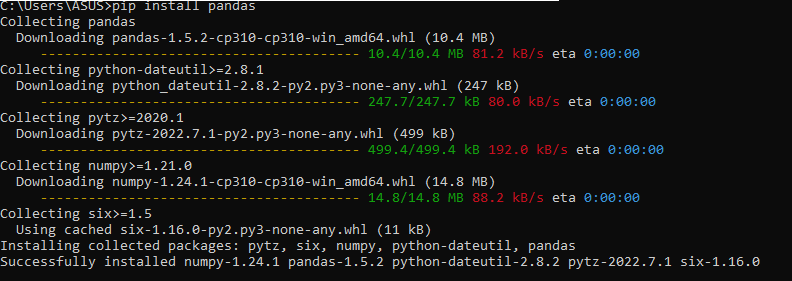 C:\Users\ASUS>pip install pandas
Collecting pandas
  Downloading pandas-1.5.2-cp310-cp310-win_amd64.whl (10.4 MB)
     ---------------------------------------- 10.4/10.4 MB 81.2 kB/s eta 0:00:00
Collecting python-dateutil>=2.8.1
  Downloading python_dateutil-2.8.2-py2.py3-none-any.whl (247 kB)
     ---------------------------------------- 247.7/247.7 kB 80.0 kB/s eta 0:00:00
Collecting pytz>=2020.1
  Downloading pytz-2022.7.1-py2.py3-none-any.whl (499 kB)
     ---------------------------------------- 499.4/499.4 kB 192.0 kB/s eta 0:00:00
Collecting numpy>=1.21.0
  Downloading numpy-1.24.1-cp310-cp310-win_amd64.whl (14.8 MB)
     ---------------------------------------- 14.8/14.8 MB 88.2 kB/s eta 0:00:00
Collecting six>=1.5
  Using cached six-1.16.0-py2.py3-none-any.whl (11 kB)
Installing collected packages: pytz, six, numpy, python-dateutil, pandas
Successfully installed numpy-1.24.1 pandas-1.5.2 python-dateutil-2.8.2 pytz-2022.7.1 six-1.16.0